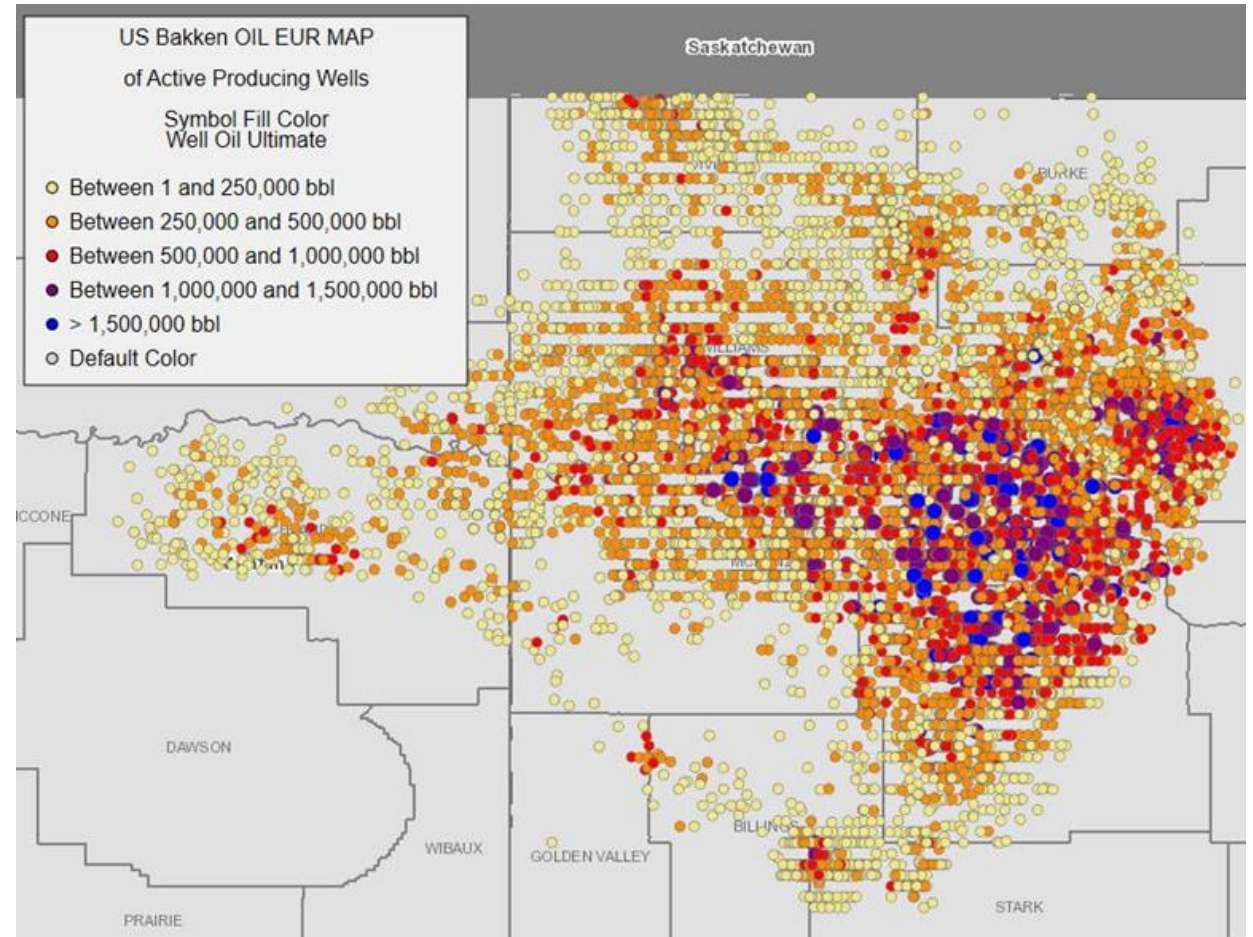 US Bakken OIL EUR MAP
of Active Producing Wells
Symbol Fill Color
Well Oil Ultimate
Between 1 and 250,000 bbl
Between 250,000 and 500,000 bbl
Between 500,000 and 1,000,000 bbl
Between 1,000,000 and 1,500,000 bbl
> 1,500,000 bbl
Default Color
Saskatchewan
BURKE
WILLIAMS
DAWSON
WIBAUX
GOLDEN VALLEY
BILLINGS
PRAIRIE
STARK